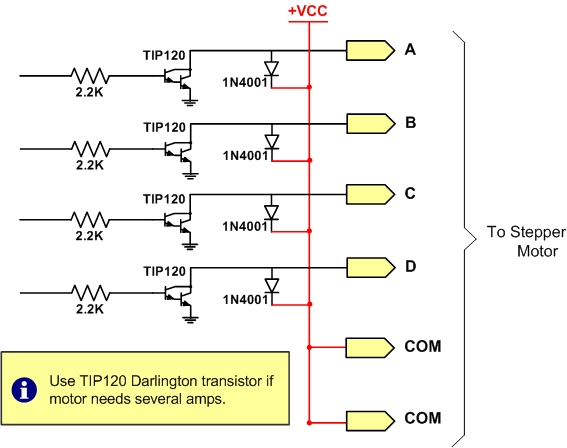 +VCC
TIP120
A
2.2K
1N4001
TIP120
B
2.2K
1N4001
TIP120
C
2.2K
1N4001
To Stepper
Motor
TIP120
D
2.2K
1N4001
COM
i Use TIP120 Darlington transistor if
motor needs several amps.
COM